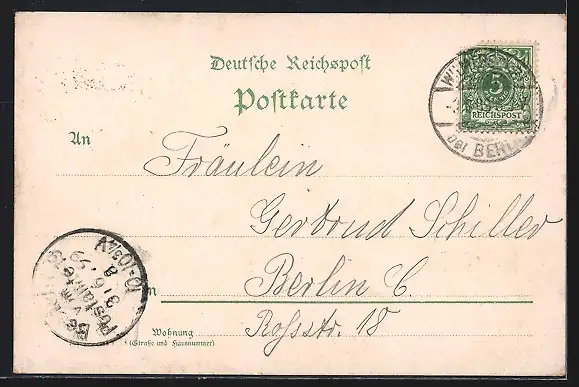 Deutsche Reichspost
Postkarte
5
REICHSPOST
bei BERL
An
Fräulein
Gertrud Schiller
Berlin C.
Rossstr. 18
Wohnung
(Straße und Hausnummer)